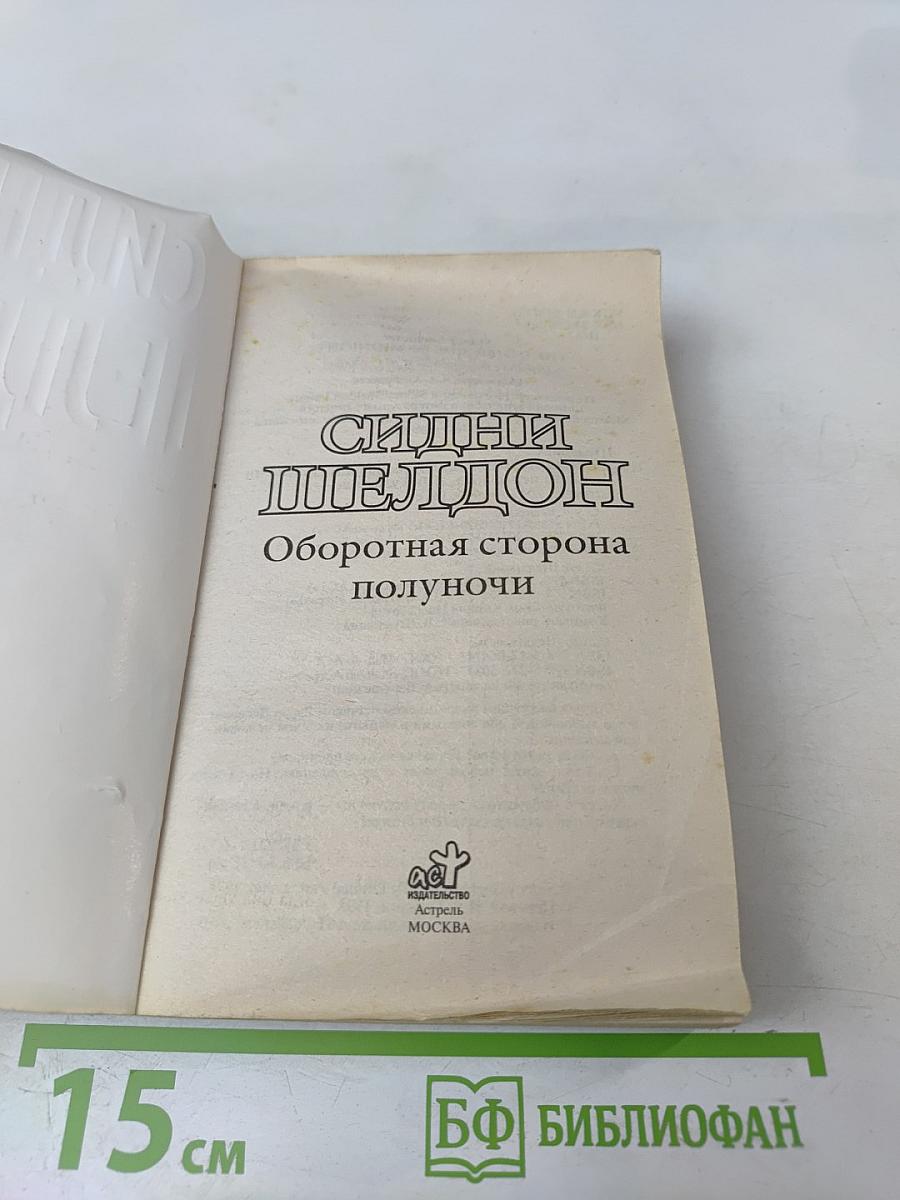 СИДНИ
ШЕЛДОН
Оборотная сторона
полуночи
аст
ИЗДАТЕЛЬСТВО
Астрель
МОСКВА
15 см
БФ БИБЛИОФАН